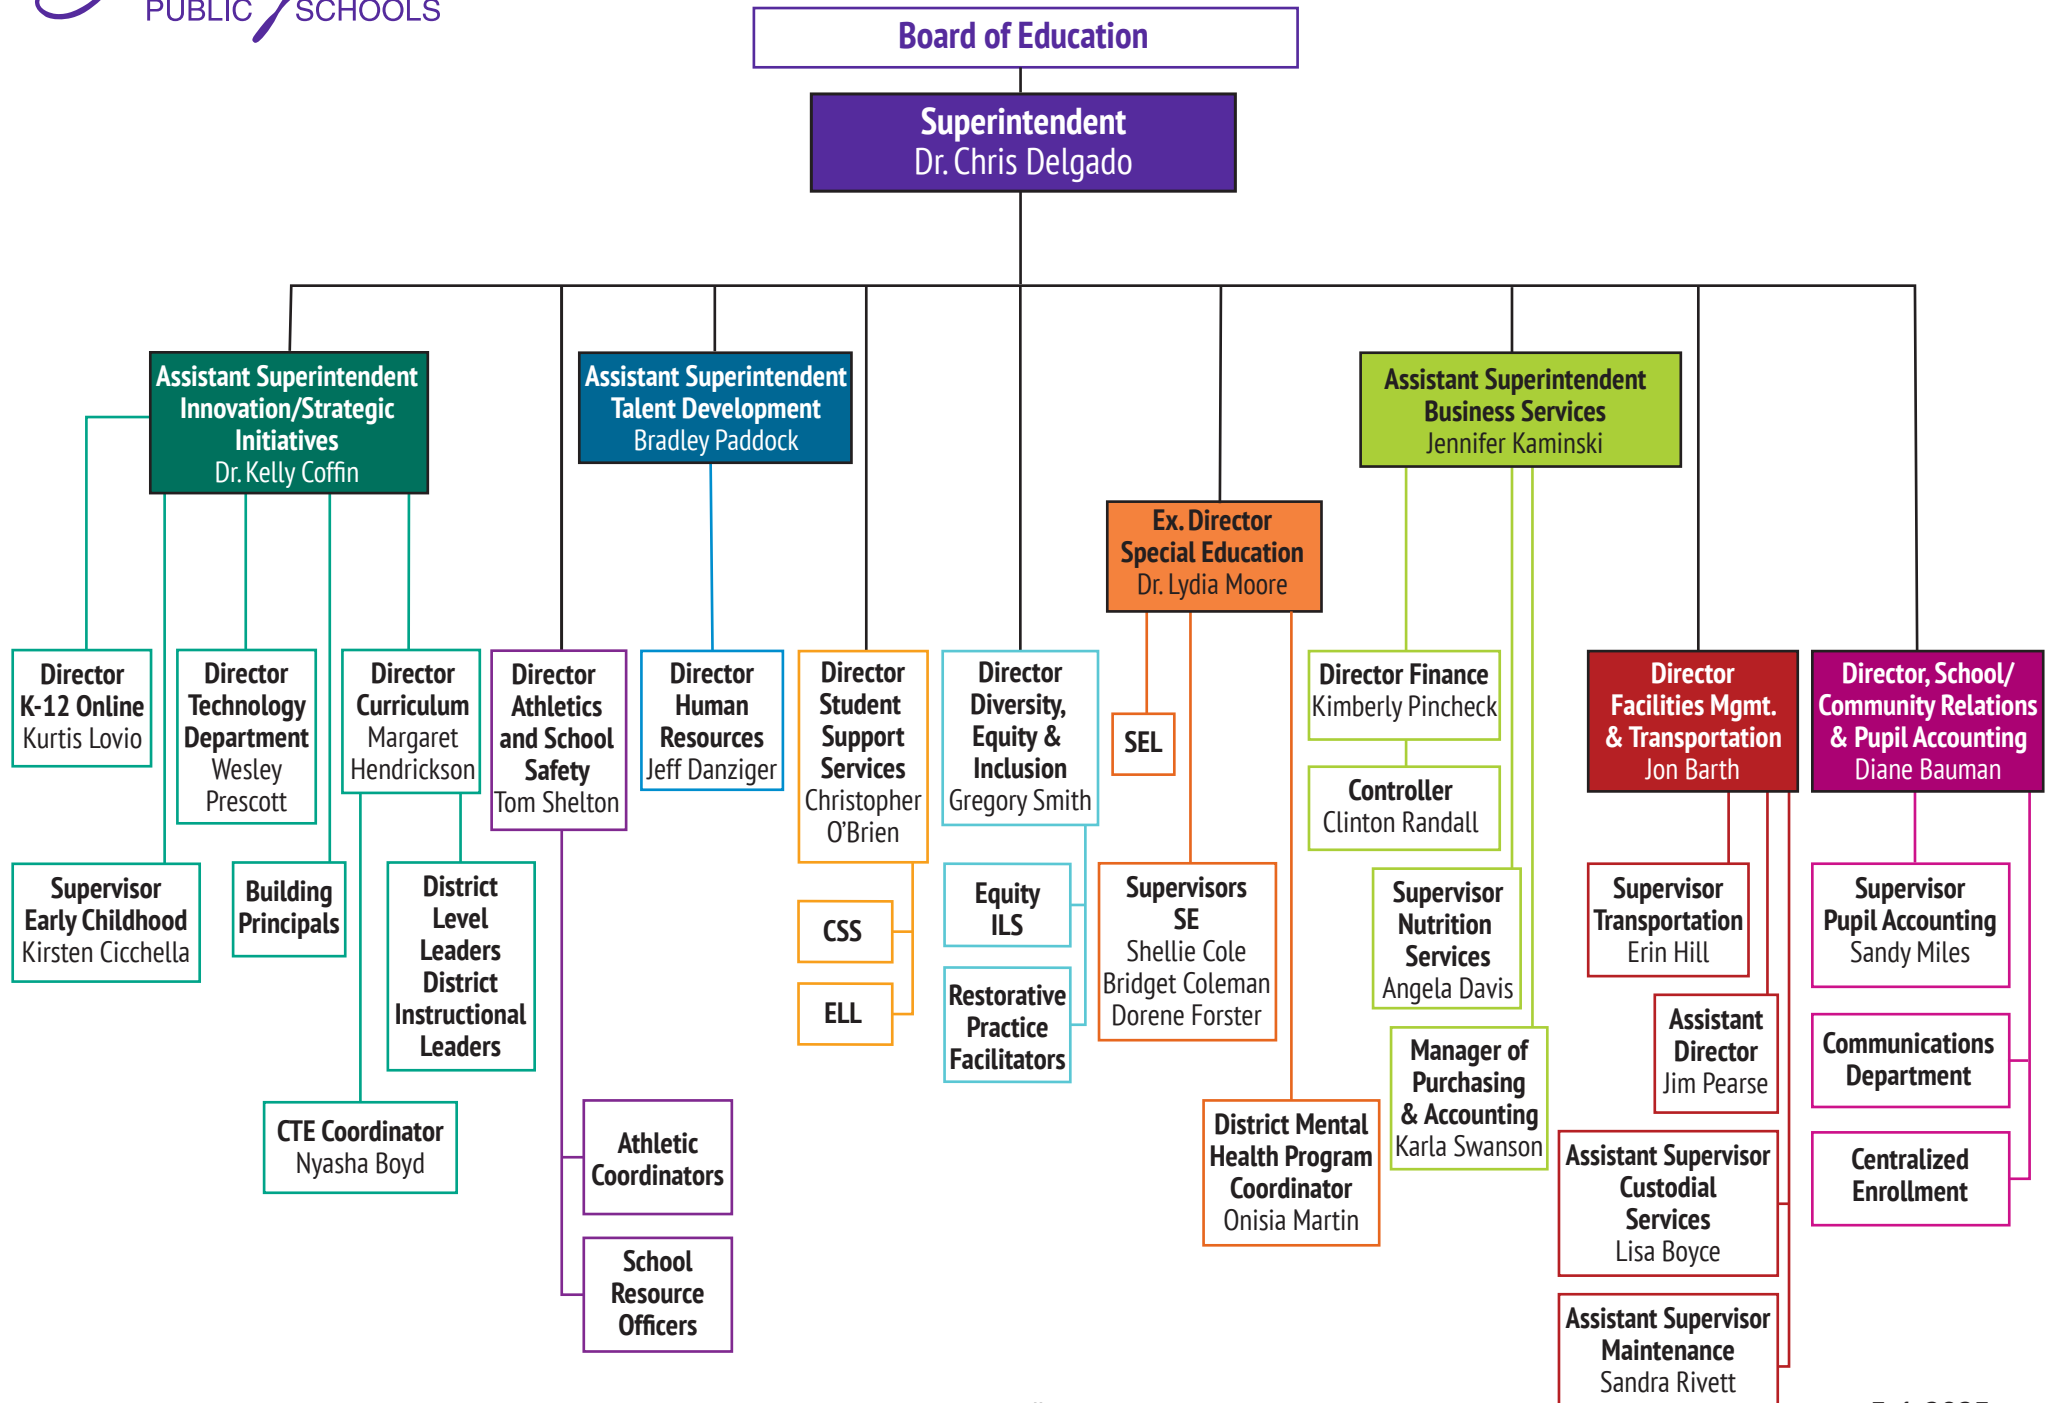 PUBLIC SCHOOLS
Board of Education
Superintendent
Dr. Chris Delgado
Assistant Superintendent
Innovation/Strategic
Initiatives
Dr. Kelly Coffin
Assistant Superintendent
Talent Development
Bradley Paddock
Assistant Superintendent
Business Services
Jennifer Kaminski
Ex. Director
Special Education
Dr. Lydia Moore
Director
K-12 Online
Kurtis Lovio
Director
Technology
Department
Wesley
Prescott
Director
Curriculum
Margaret
Hendrickson
Director
Athletics
and School
Safety
Tom Shelton
Director
Human
Resources
Jeff Danziger
Director
Student
Support
Services
Christopher
O'Brien
Director
Diversity,
Equity &
Inclusion
Gregory Smith
SEL
Director Finance
Kimberly Pincheck
Controller
Clinton Randall
Director
Facilities Mgmt.
& Transportation
Jon Barth
Director, School/
Community Relations
& Pupil Accounting
Diane Bauman
Supervisor
Early Childhood
Kirsten Cicchella
Building
Principals
District
Level
Leaders
District
Instructional
Leaders
CSS
ELL
Equity
ILS
Restorative
Practice
Facilitators
Supervisors
SE
Shellie Cole
Bridget Coleman
Dorene Forster
Supervisor
Nutrition
Services
Angela Davis
Manager of
Purchasing
& Accounting
Karla Swanson
Supervisor
Transportation
Erin Hill
Assistant
Director
Jim Pearse
Supervisor
Pupil Accounting
Sandy Miles
Communications
Department
Centralized
Enrollment
CTE Coordinator
Nyasha Boyd
Athletic
Coordinators
School
Resource
Officers
District Mental
Health Program
Coordinator
Onisia Martin
Assistant Supervisor
Custodial
Services
Lisa Boyce
Assistant Supervisor
Maintenance
Sandra Rivett